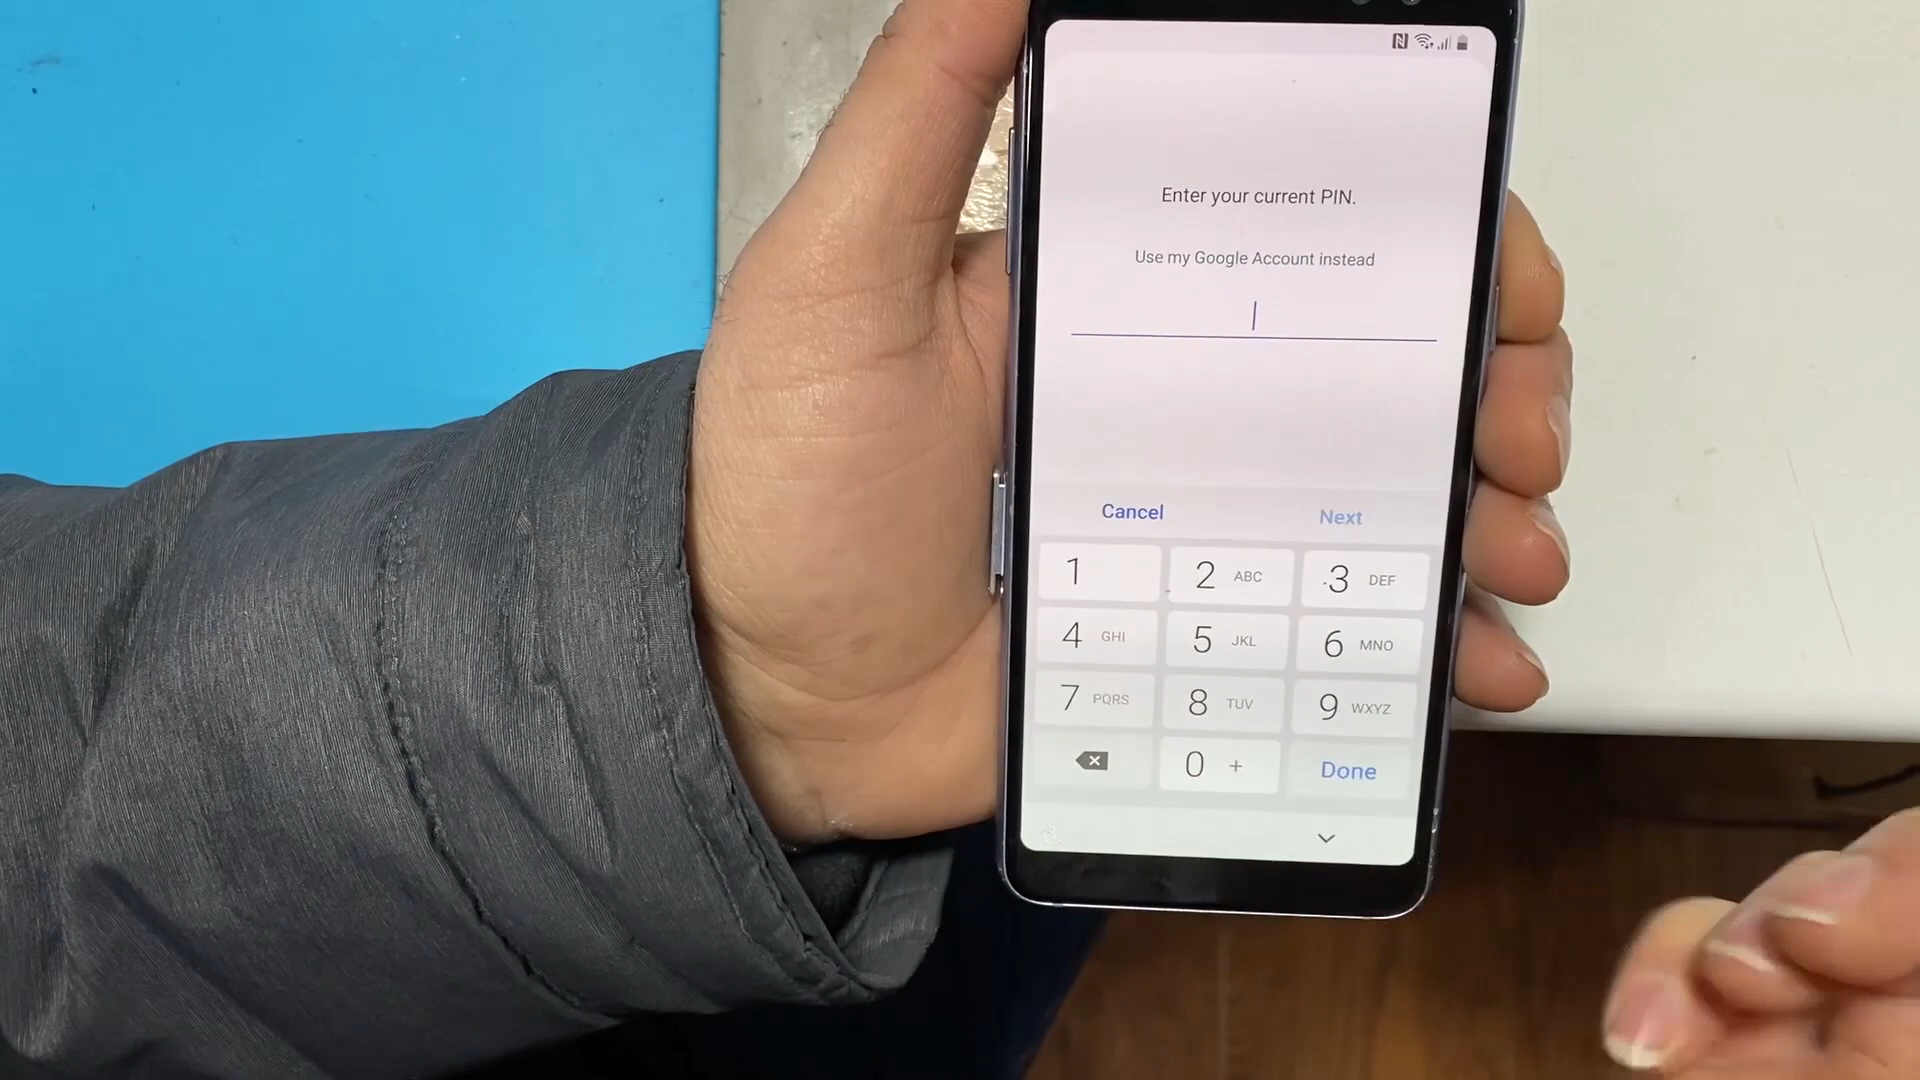 Enter your current PIN.
Use my Google Account instead
Cancel Next
1 2 ABC 3 DEF
4 GHI 5 JKL 6 MNO
7 PQRS 8 TUV 9 WXYZ
0 + Done